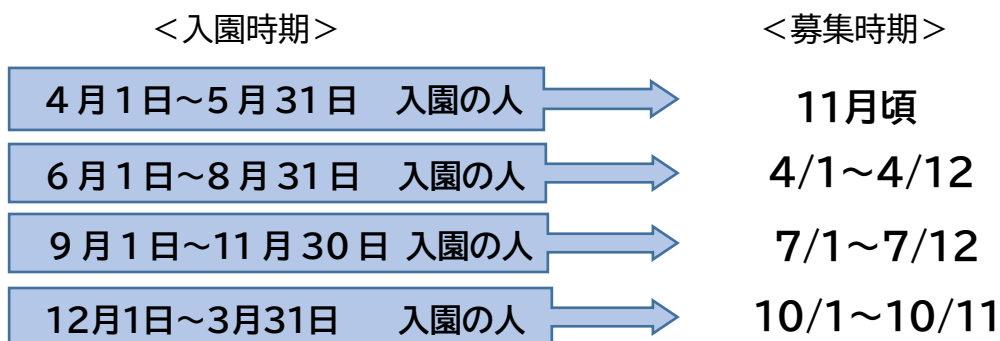 ＜入園時期＞ ＜募集時期＞
4月1日～5月31日 入園の人 11月頃
6月1日～8月31日 入園の人 4/1～4/12
9月1日～11月30日 入園の人 7/1～7/12
12月1日～3月31日 入園の人 10/1～10/11